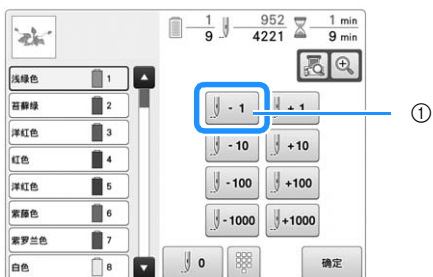 1
9
952
4221
1 min
9 min
浅绿色 1
苔藓绿 2
洋红色 3
红色 4
洋红色 5
紫藤色 6
紫罗兰色 7
白色 8
- 1
+ 1
- 10
+10
-100
+100
-1000
+1000
0
确定
①